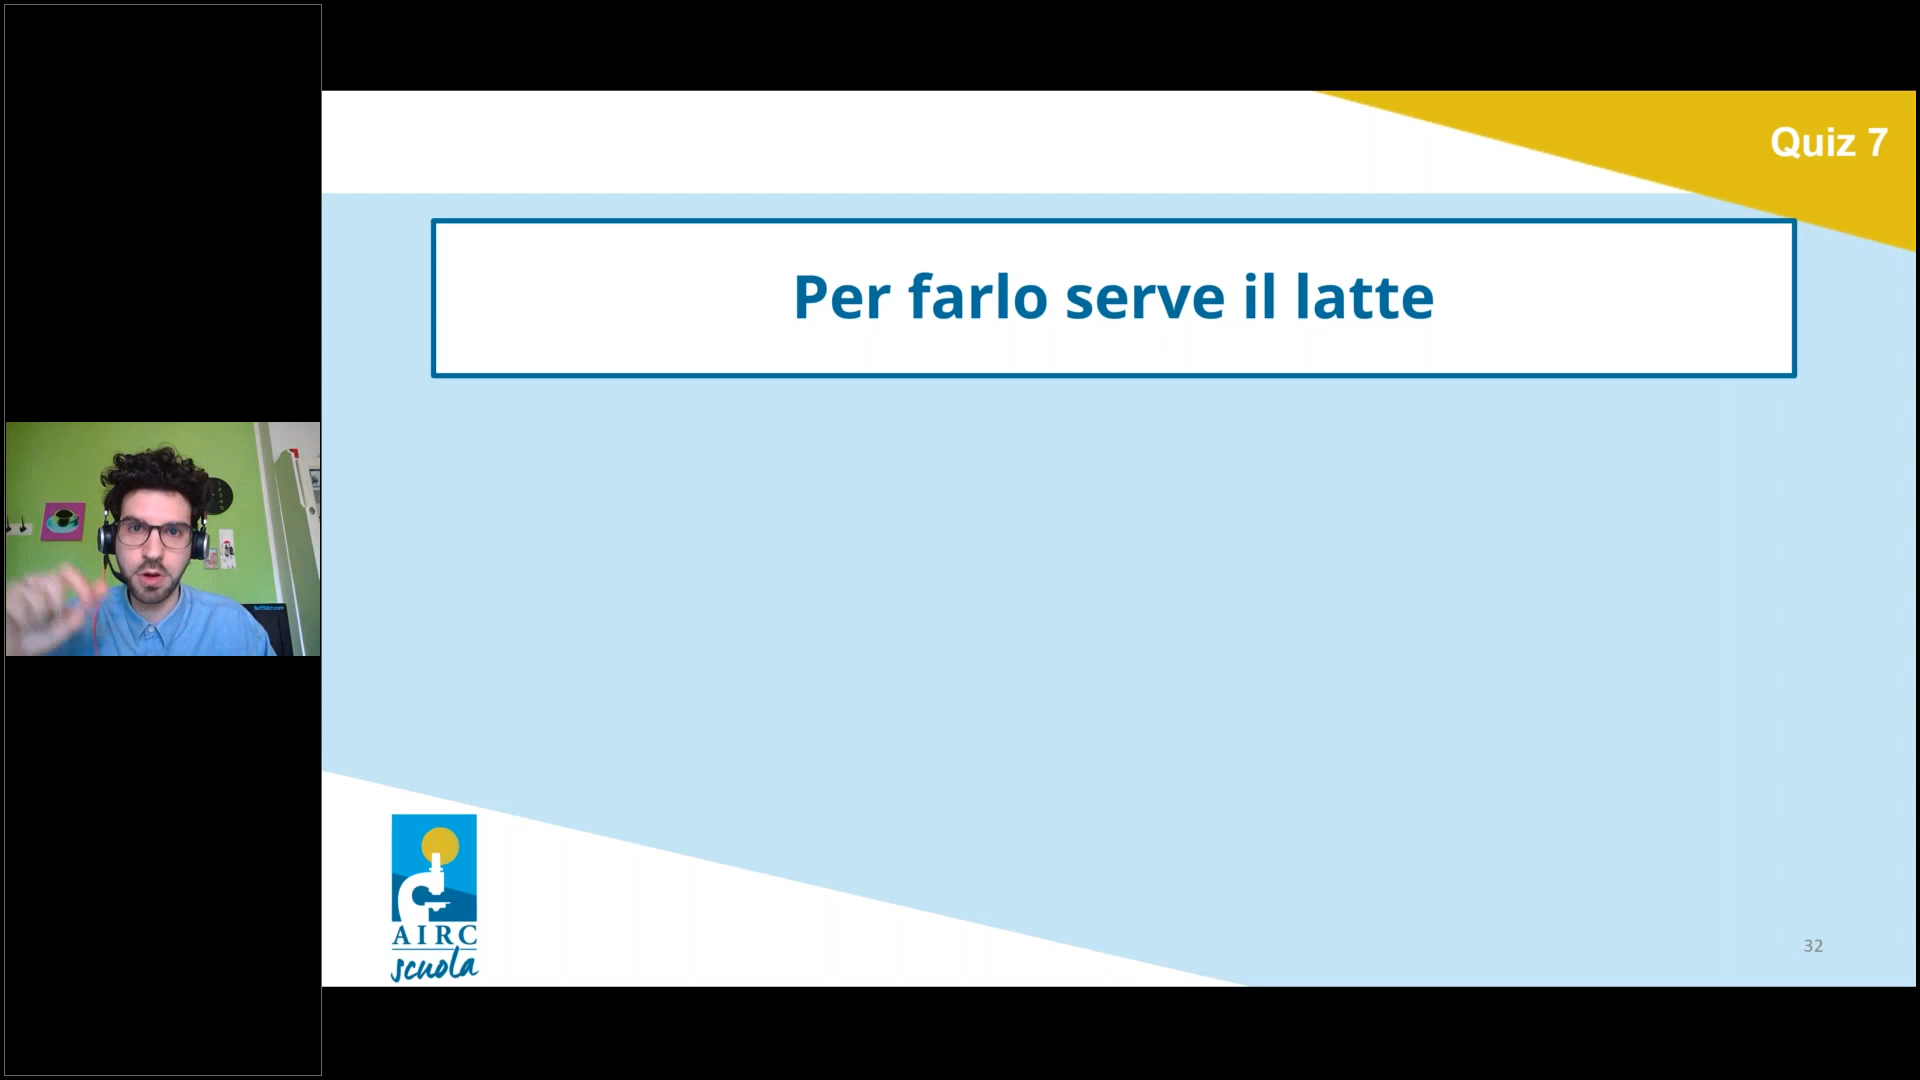 Quiz 7
Per farlo serve il latte
AIRC
scuola
32